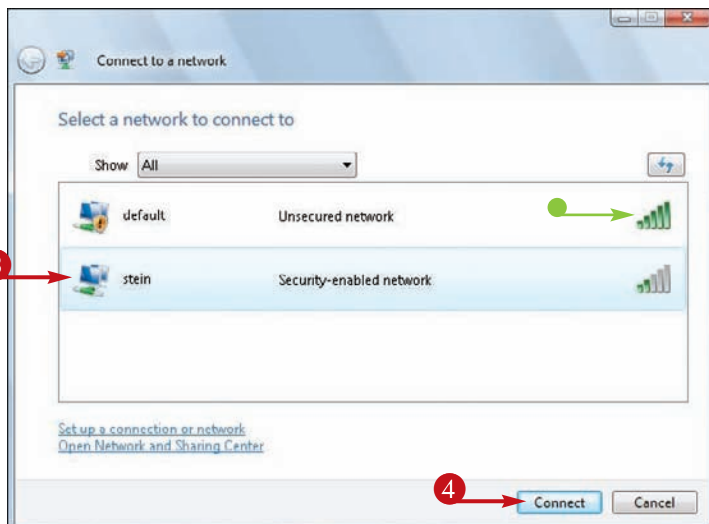 Connect to a network
Select a network to connect to
Show All
default Unsecured network
stein Security-enabled network
Set up a connection or network
Open Network and Sharing Center
4
Connect Cancel